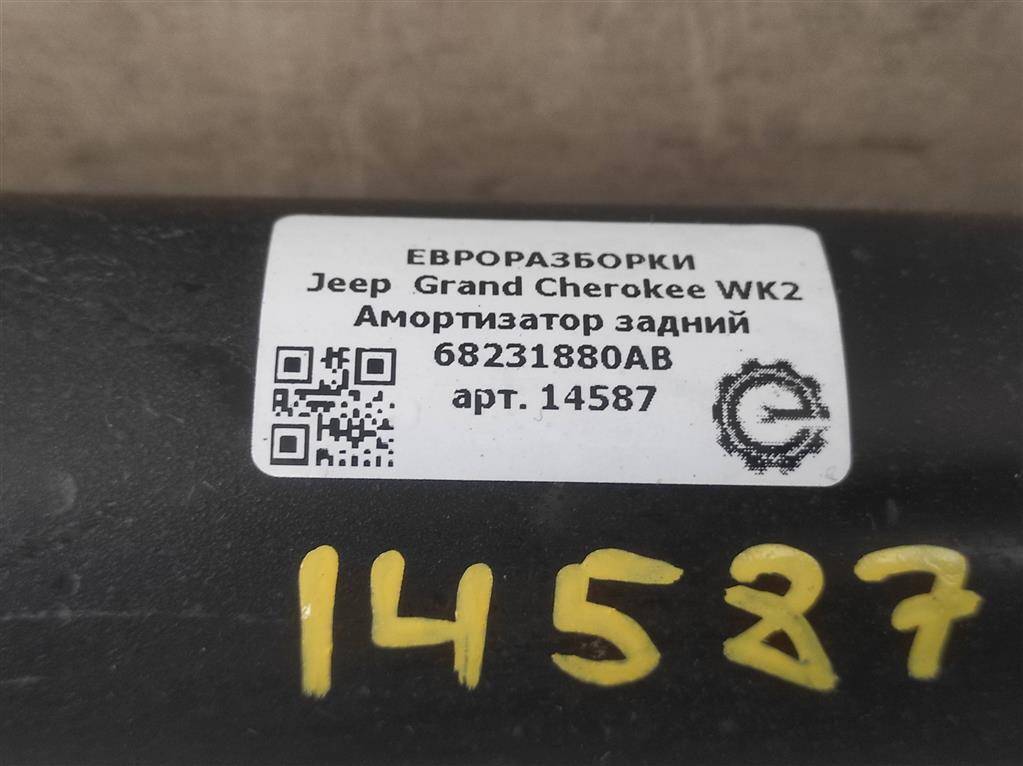 ЕВРОРАЗБОРКИ
Jeep Grand Cherokee WK2
Амортизатор задний
68231880AB
арт. 14587
14587